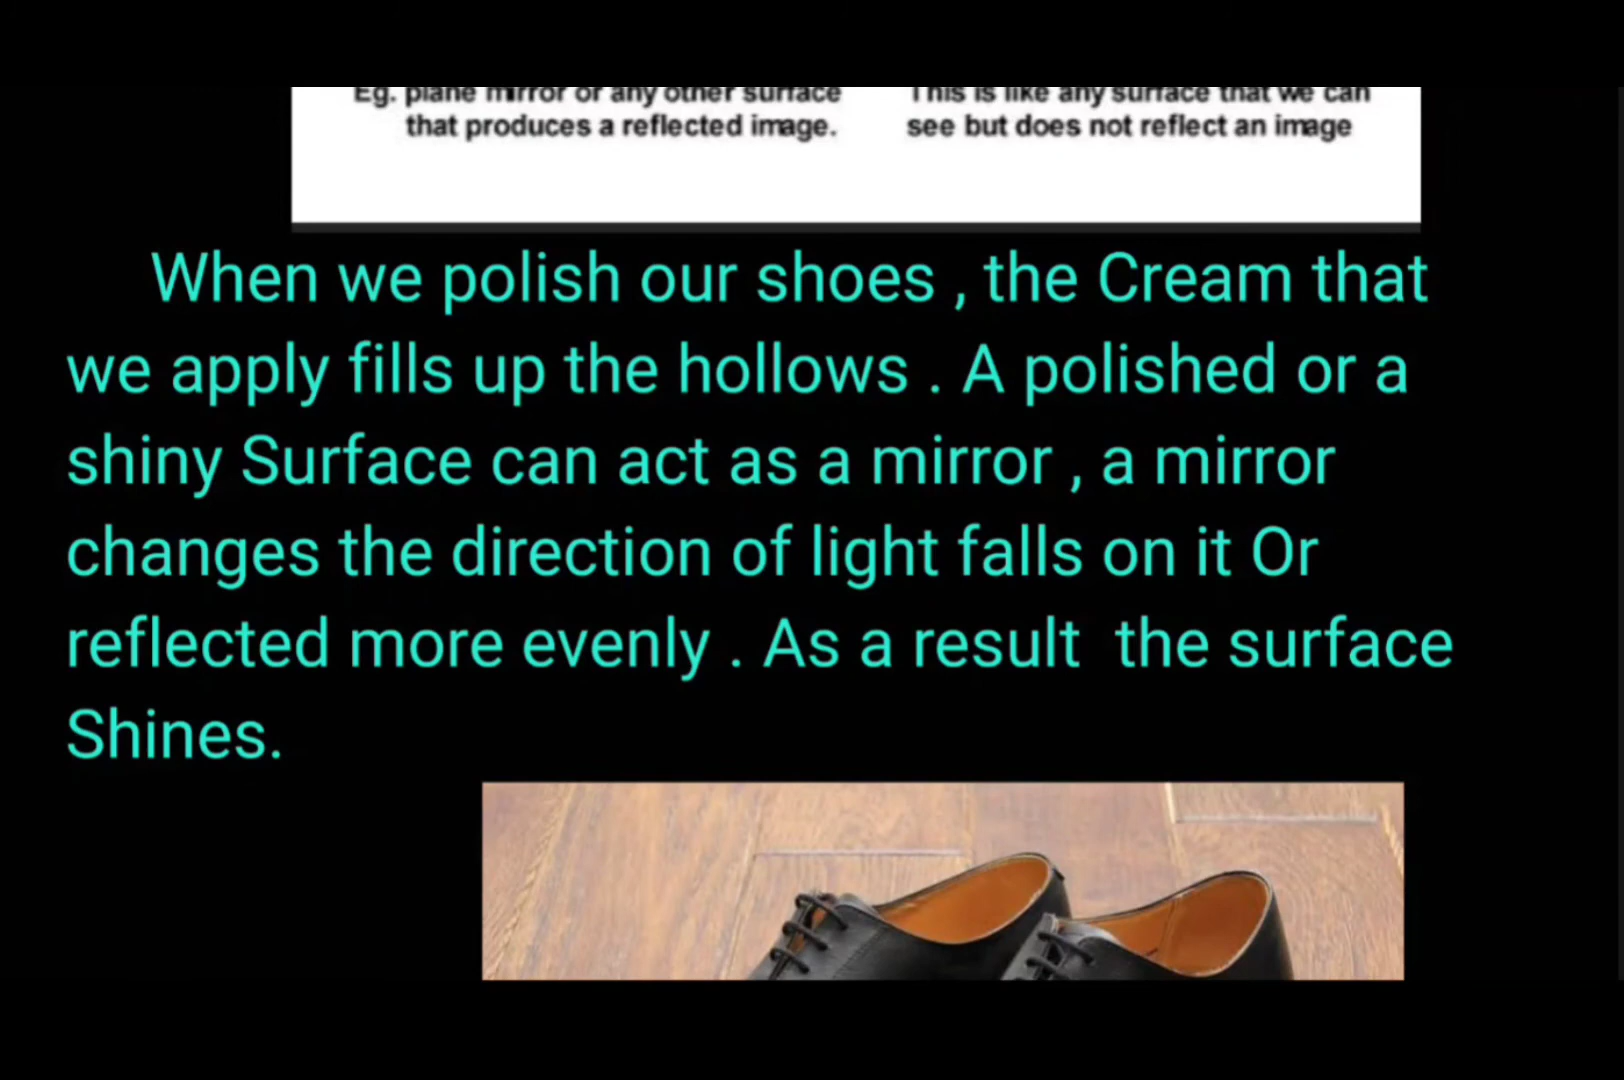 Eg. plane mirror or any other surface
that produces a reflected image.
This is like any surface that we can
see but does not reflect an image
When we polish our shoes , the Cream that
we apply fills up the hollows . A polished or a
shiny Surface can act as a mirror , a mirror
changes the direction of light falls on it Or
reflected more evenly . As a result the surface
Shines.